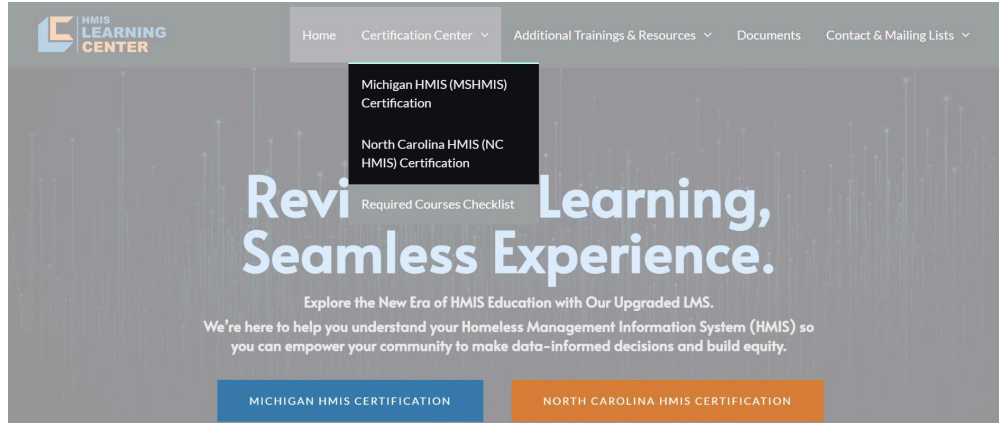 HMIS
LEARNING
CENTER
Home
Certification Center
Additional Trainings & Resources
Documents
Contact & Mailing Lists
Michigan HMIS (MSHMIS)
Certification
North Carolina HMIS (NC
HMIS) Certification
Required Courses Checklist
Revi Learning,
Seamless Experience.
Explore the New Era of HMIS Education with Our Upgraded LMS.
We're here to help you understand your Homeless Management Information System (HMIS) so
you can empower your community to make data-informed decisions and build equity.
MICHIGAN HMIS CERTIFICATION
NORTH CAROLINA HMIS CERTIFICATION